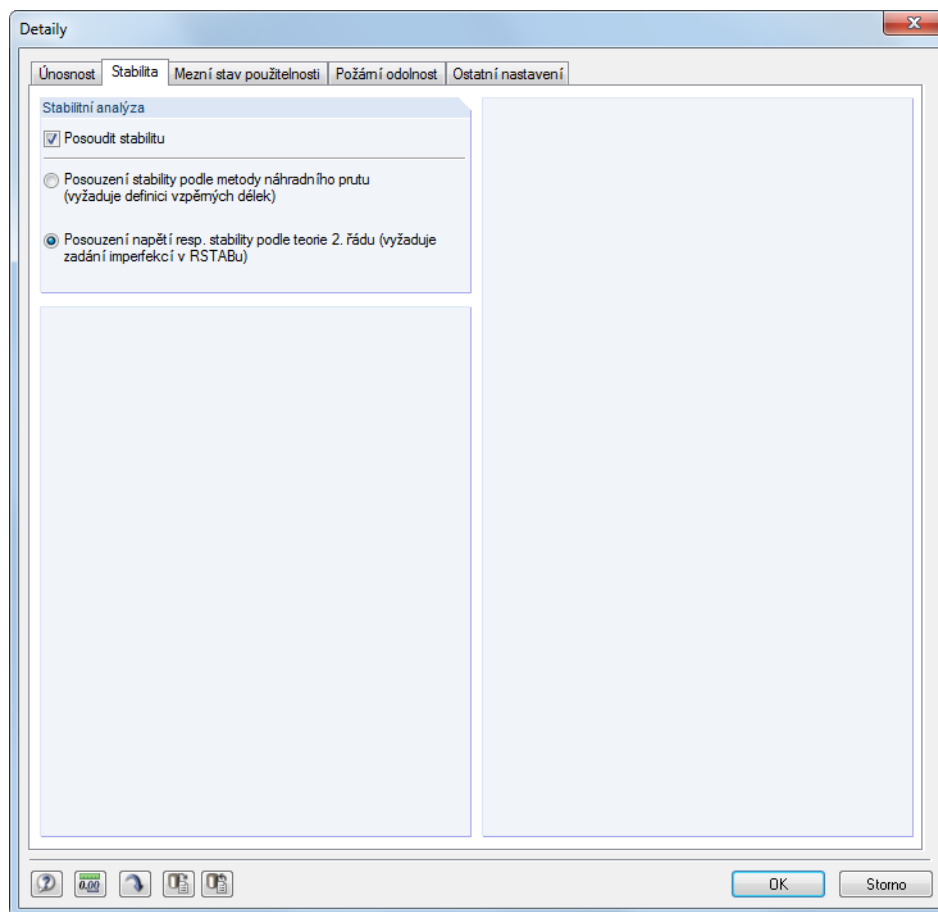 Detaily
Únosnost Stabilita Mezní stav použitelnosti Požární odolnost Ostatní nastavení
Stabilitní analýza
Posoudit stabilitu
Posouzení stability podle metody náhradního prutu
(vyžaduje definici vzpěrných délek)
Posouzení napětí resp. stability podle teorie 2. řádu (vyžaduje
zadání imperfekcí v RSTABu)
0.00
OK Storno